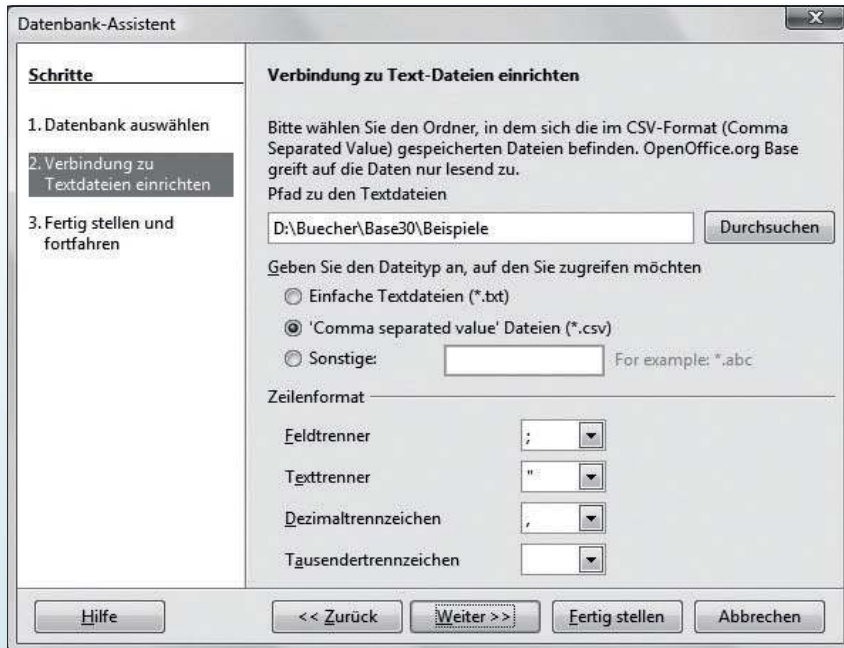 Datenbank-Assistent
Schritte
1. Datenbank auswählen
2. Verbindung zu
Textdateien einrichten
3. Fertig stellen und
fortfahren
Verbindung zu Text-Dateien einrichten
Bitte wählen Sie den Ordner, in dem sich die im CSV-Format (Comma
Separated Value) gespeicherten Dateien befinden. OpenOffice.org Base
greift auf die Daten nur lesend zu.
Pfad zu den Textdateien
D:\Buecher\Base30\Beispiele
Durchsuchen
Geben Sie den Dateityp an, auf den Sie zugreifen möchten
Einfache Textdateien (*.txt)
'Comma separated value' Dateien (*.csv)
Sonstige: For example: *.abc
Zeilenformat
Feldtrenner ;
Texttrenner "
Dezimaltrennzeichen ,
Tausendertrennzeichen
Hilfe << Zurück Weiter >> Fertig stellen Abbrechen